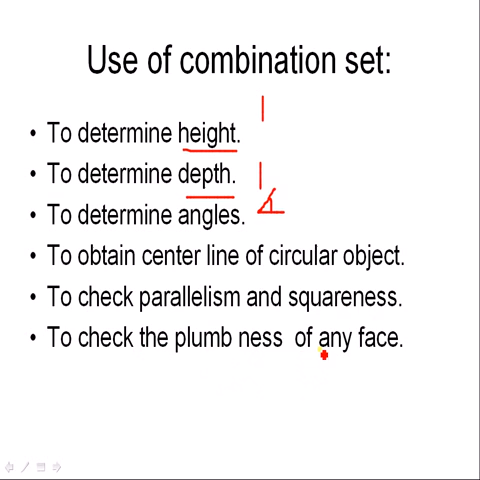 Use of combination set:
• To determine height.
• To determine depth.
• To determine angles.
• To obtain center line of circular object.
• To check parallelism and squareness.
• To check the plumb ness  of any face.